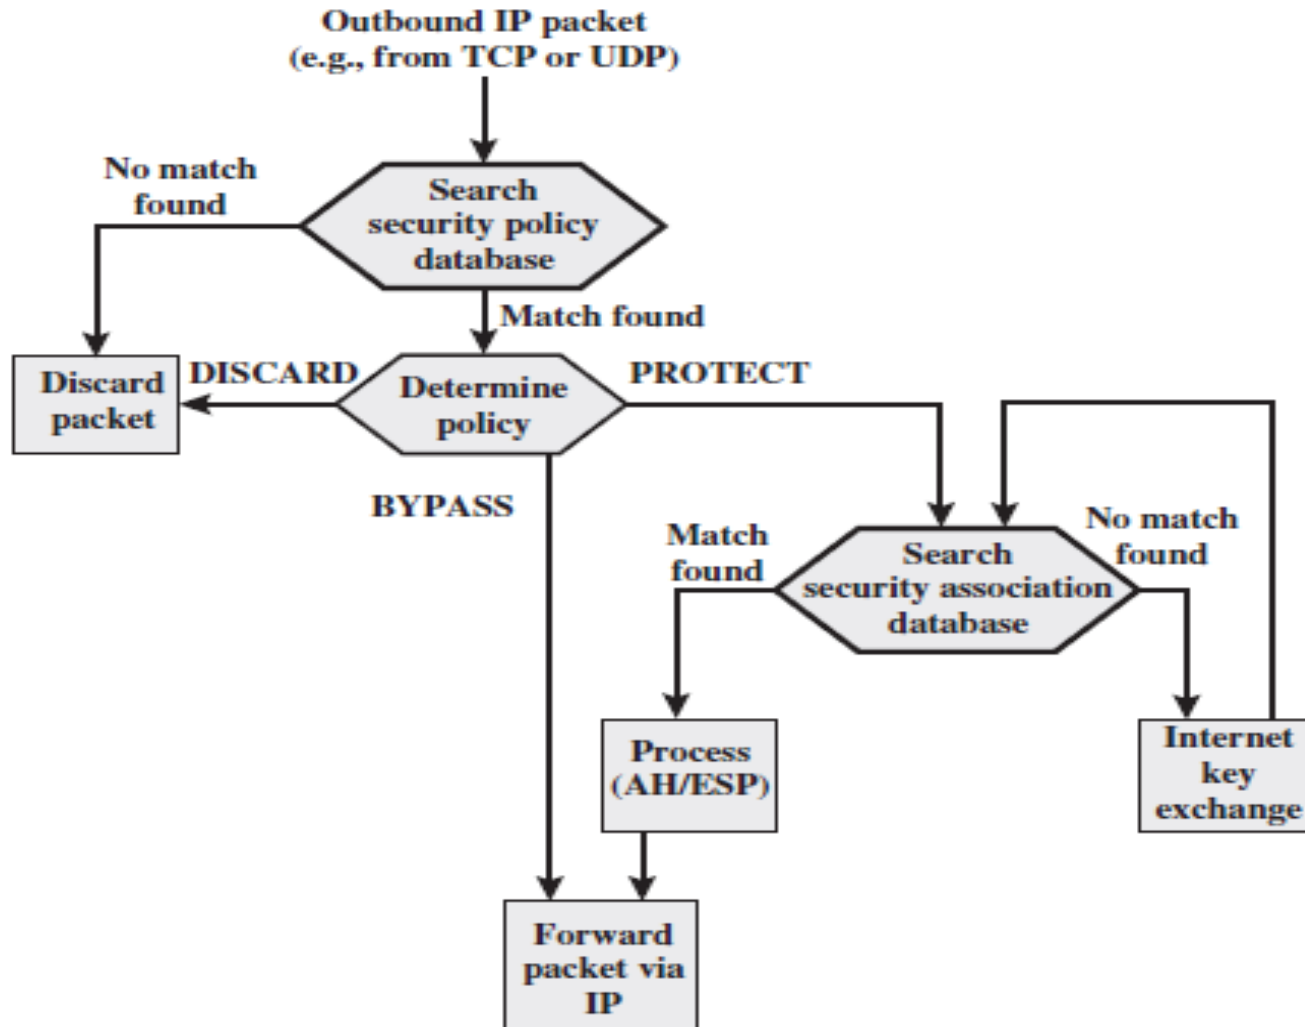 Outbound IP packet
(e.g., from TCP or UDP)
No match
found
Search
security policy
database
Match found
Discard
packet
DISCARD
Determine
policy
PROTECT
BYPASS
Match
found
Search
security association
database
No match
found
Process
(AH/ESP)
Internet
key
exchange
Forward
packet via
IP